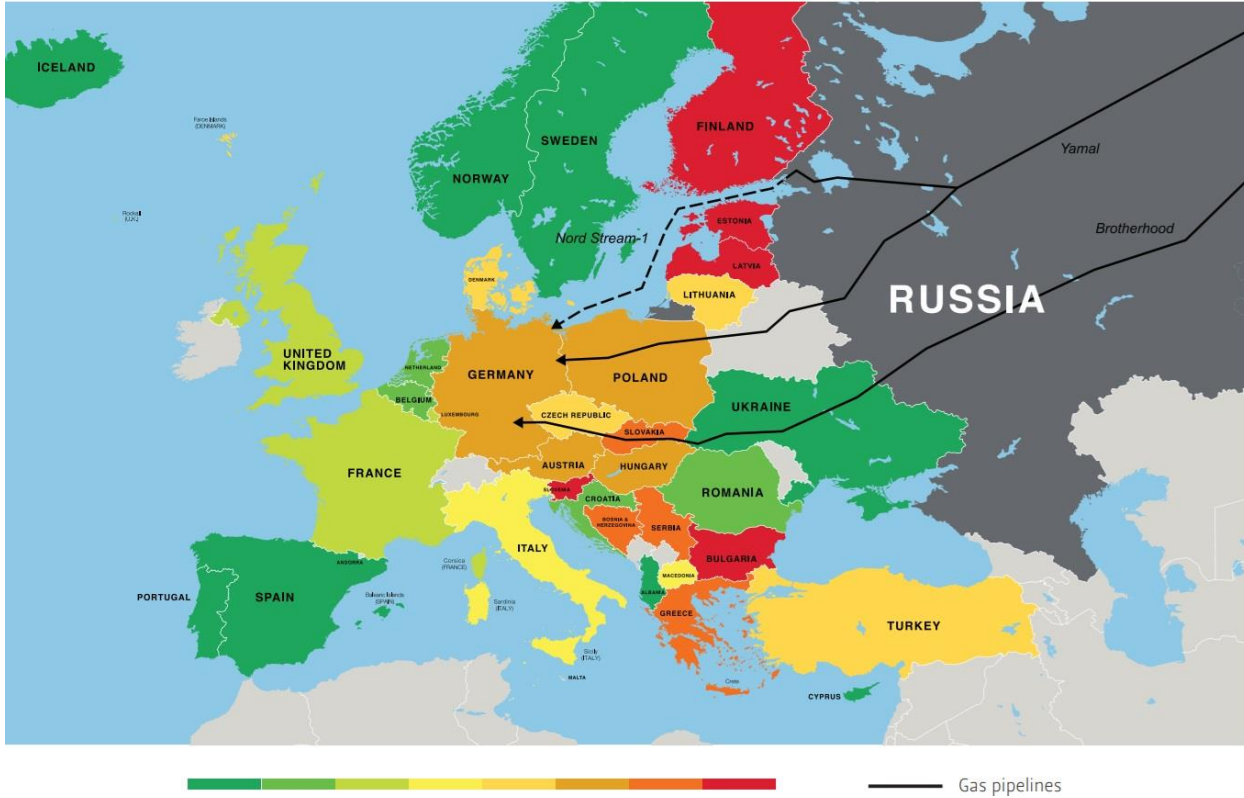 ICELAND
Faroe Islands
(DENMARK)
FINLAND
SWEDEN
NORWAY
Yamal
Rockall
(U.K.)
ESTONIA
Brotherhood
Nord Stream-1
LATVIA
DENMARK
LITHUANIA
RUSSIA
UNITED
KINGDOM
NETHERLAND
GERMANY
POLAND
BELGIUM
LUXEMBOURG
CZECH REPUBLIC
UKRAINE
SLOVAKIA
FRANCE
AUSTRIA
HUNGARY
SLOVENIA
CROATIA
ROMANIA
BOSNIA &
HERZEGOVINA
SERBIA
ITALY
BULGARIA
Corsica
(FRANCE)
ANDORRA
MACEDONIA
PORTUGAL
SPAIN
Balearic Islands
(SPAIN)
Sardinia
(ITALY)
ALBANIA
GREECE
TURKEY
Sicily
(ITALY)
MALTA
Crete
CYPRUS
Gas pipelines